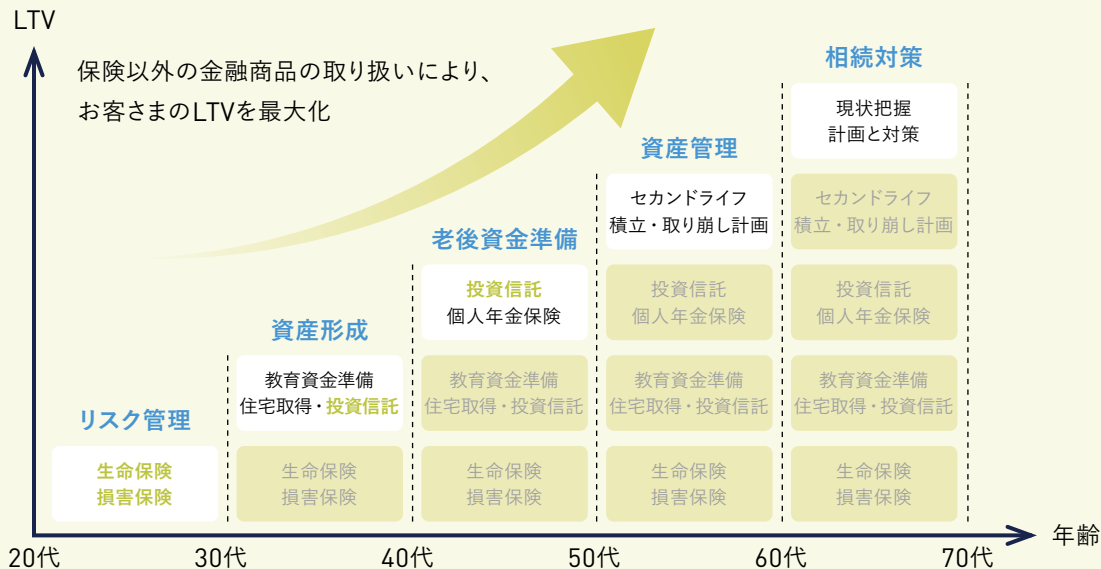 LTV
保険以外の金融商品の取り扱いにより、
お客さまのLTVを最大化
リスク管理
生命保険
損害保険
資産形成
教育資金準備
住宅取得・投資信託
生命保険
損害保険
老後資金準備
投資信託
個人年金保険
教育資金準備
住宅取得・投資信託
生命保険
損害保険
資産管理
セカンドライフ
積立・取り崩し計画
投資信託
個人年金保険
教育資金準備
住宅取得・投資信託
生命保険
損害保険
相続対策
現状把握
計画と対策
セカンドライフ
積立・取り崩し計画
投資信託
個人年金保険
教育資金準備
住宅取得・投資信託
生命保険
損害保険
年齢
20代
30代
40代
50代
60代
70代